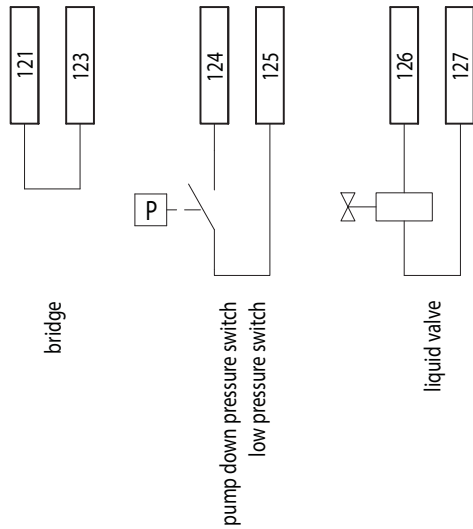 121
123
124
125
126
127
P
bridge
pump down pressure switch
low pressure switch
liquid valve